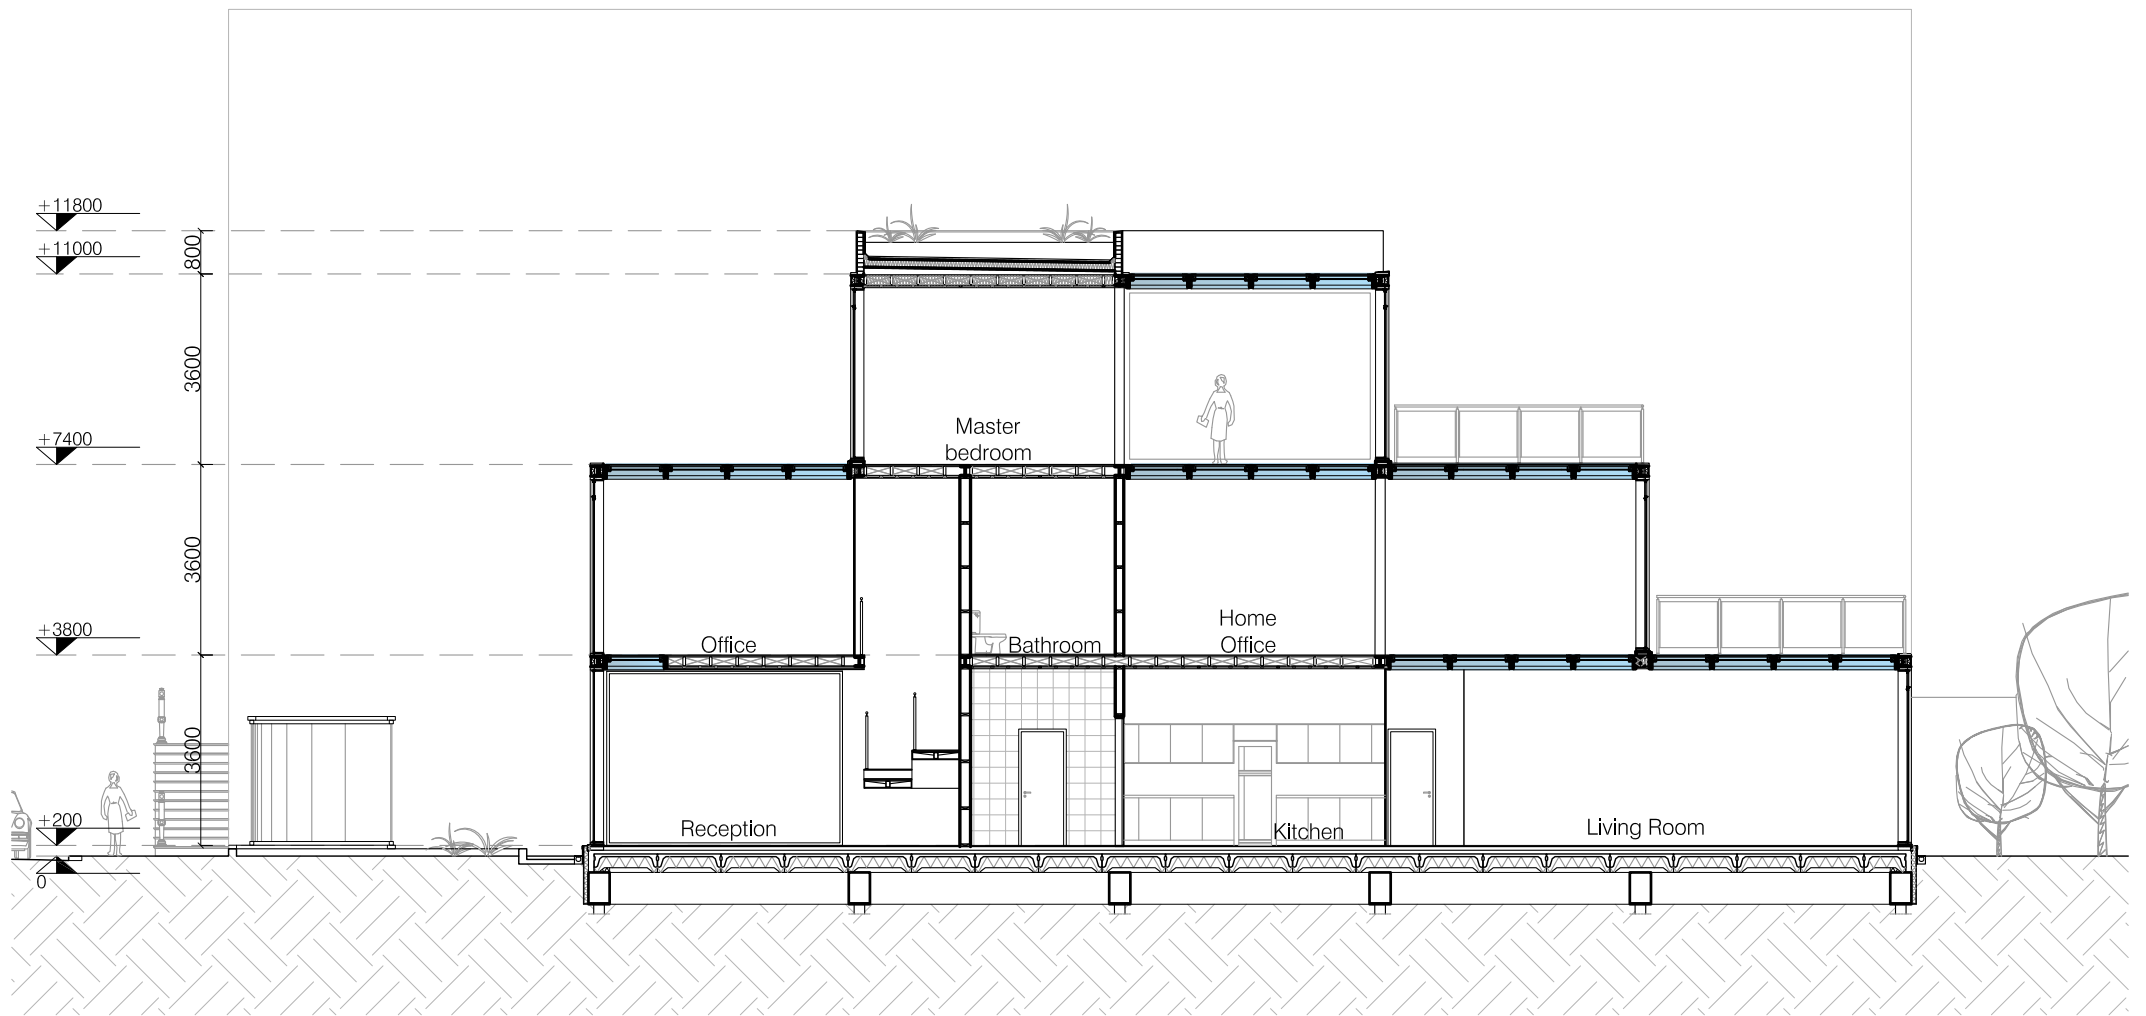 +11800
800
+11000
3600
Master
bedroom
+7400
3600
Home
Office
+3800
Office
Bathroom
3600
+200
Reception
Kitchen
Living Room
0